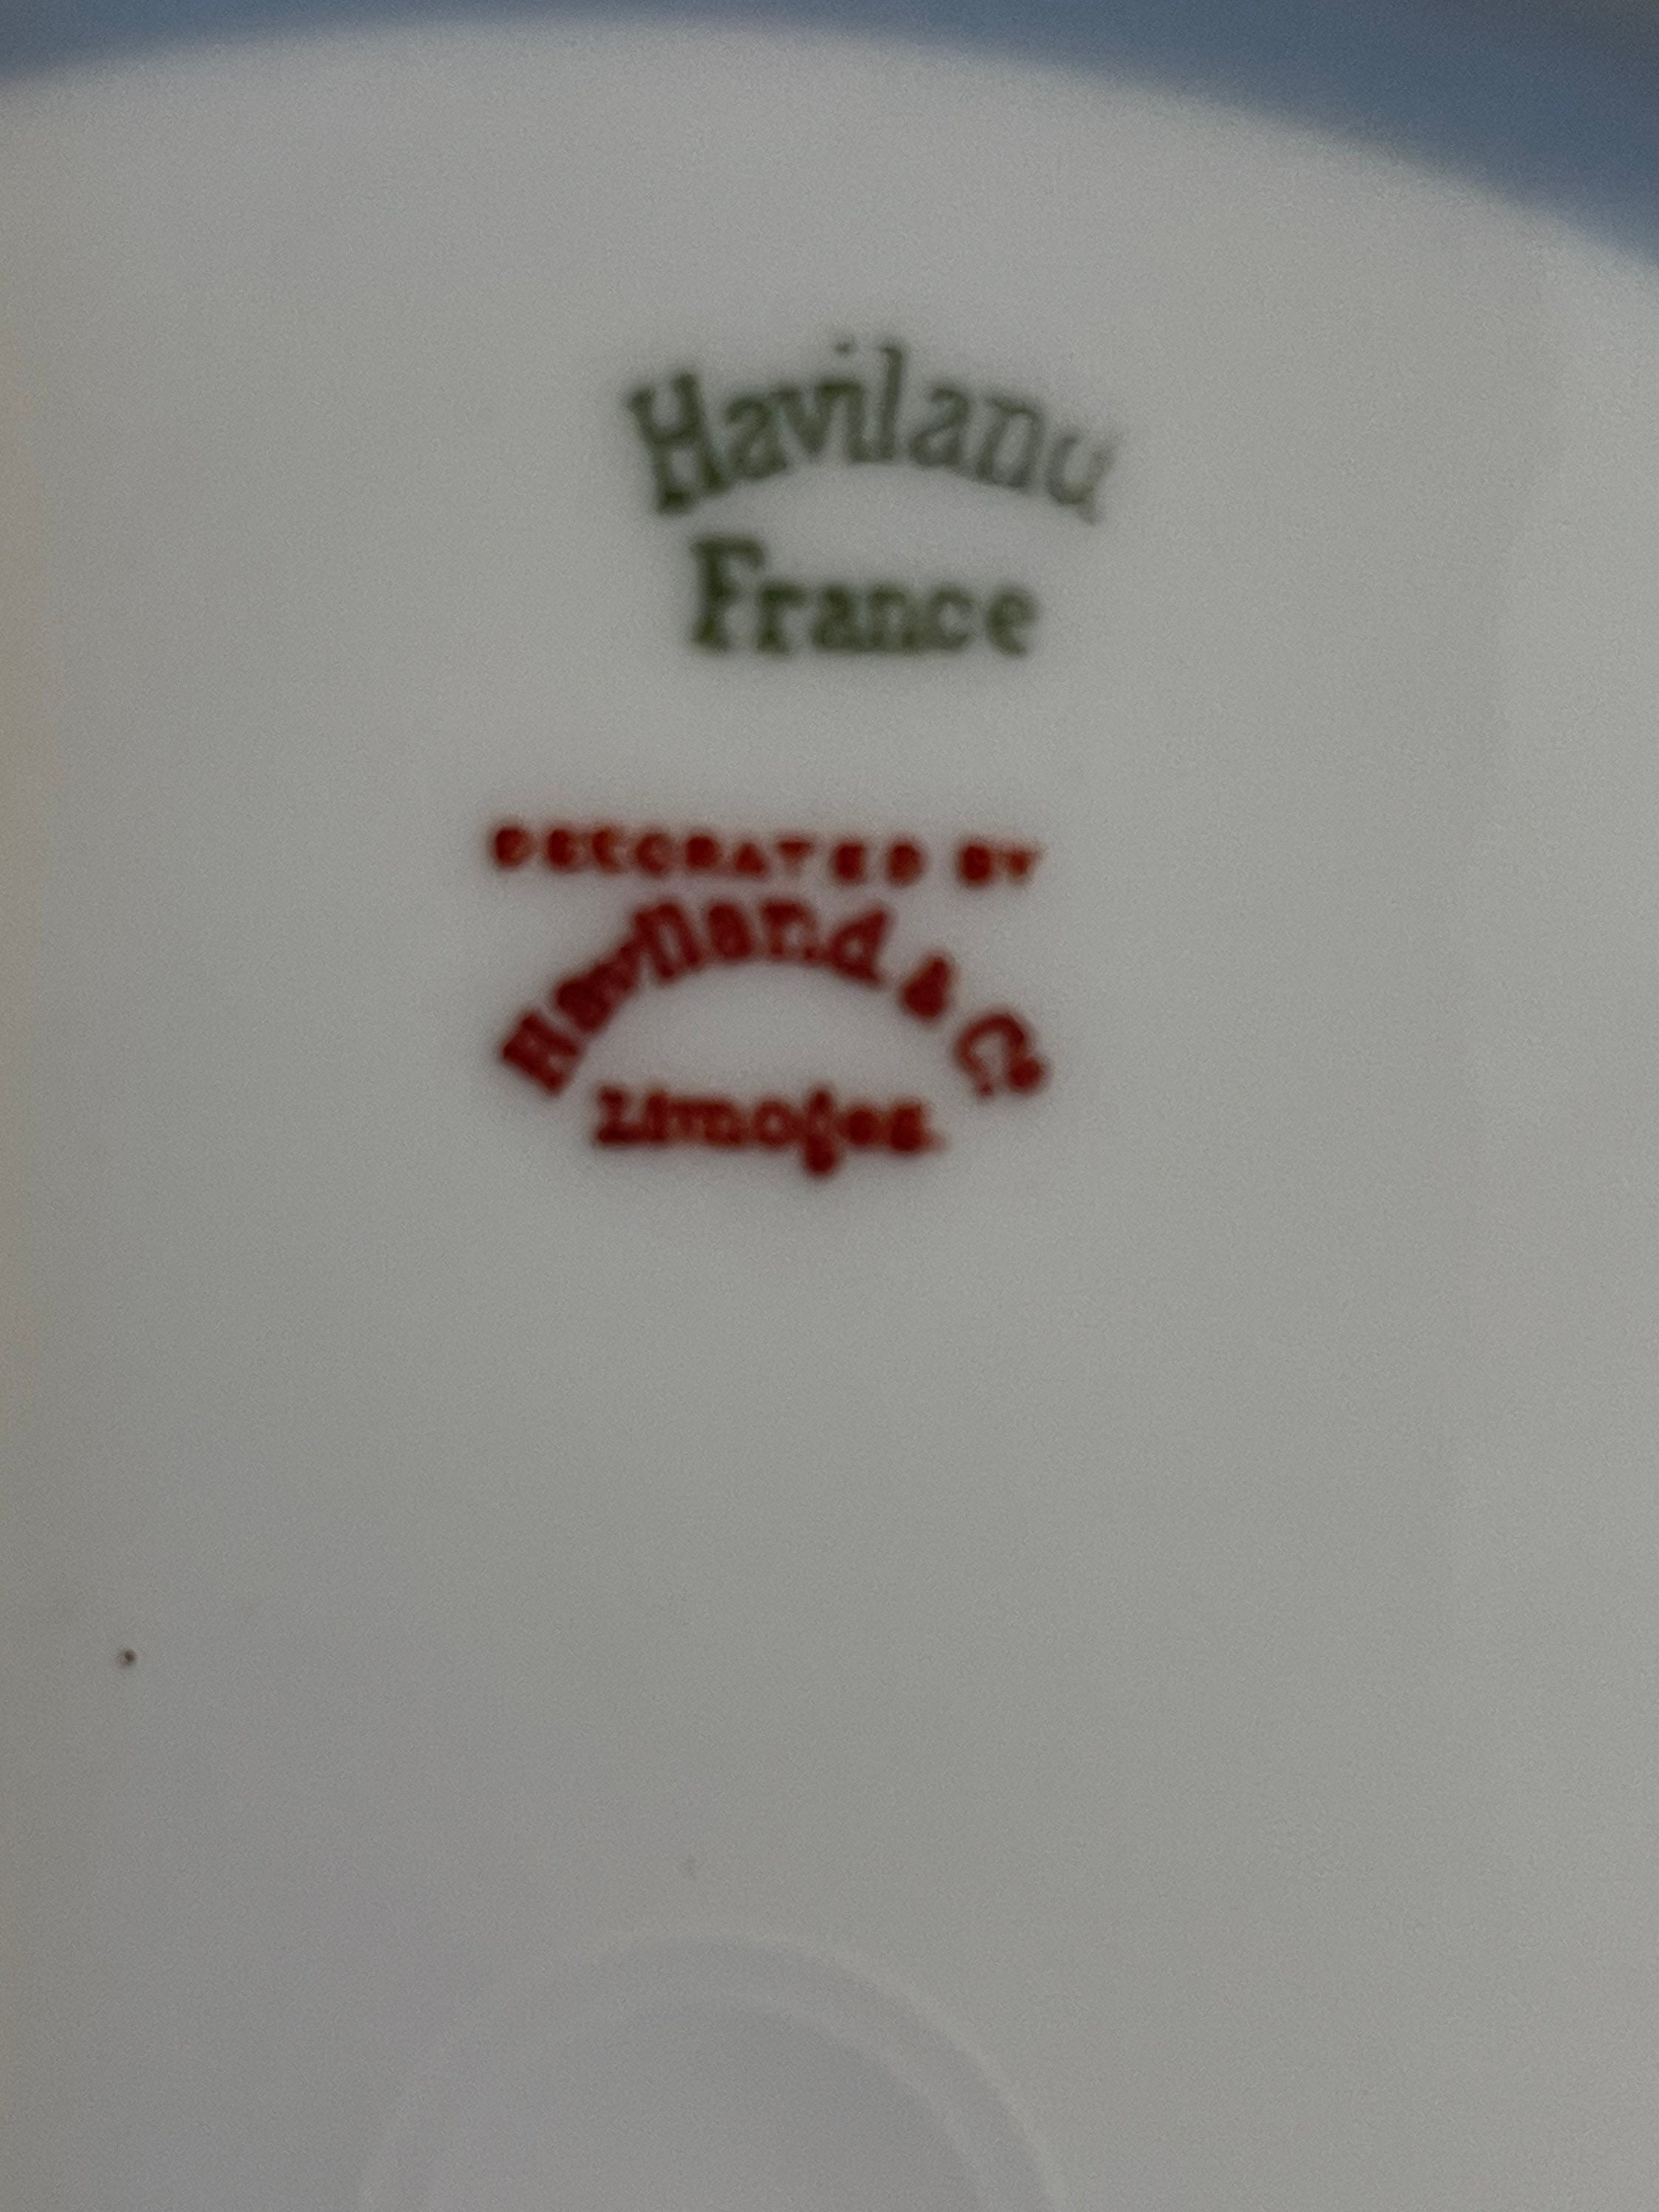 Haviland
France
DECORATED BY
Haviland & Co
Limoges.